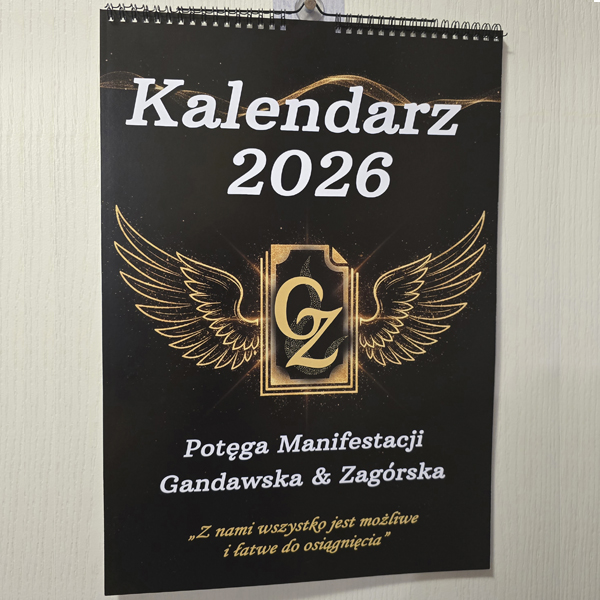 Kalendarz
2026
GZ
Potęga Manifestacji
Gandawska & Zagórska
„Z nami wszystko jest możliwe
i łatwe do osiągnięcia”